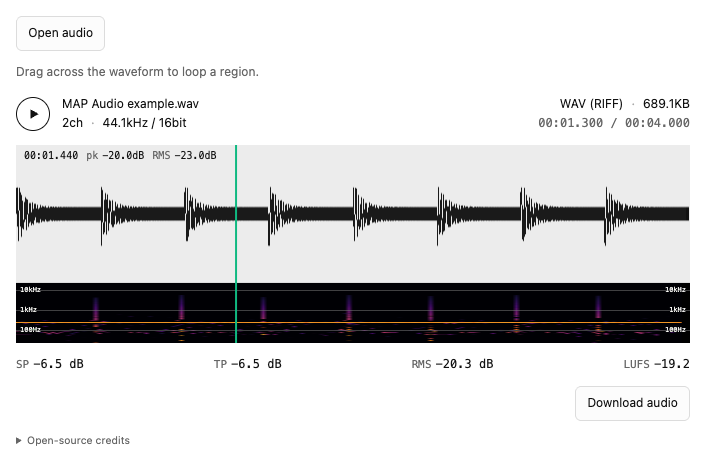 Open audio
Drag across the waveform to loop a region.
MAP Audio example.wav
WAV (RIFF) · 689.1KB
2ch · 44.1kHz / 16bit
00:01.300 / 00:04.000
00:01.440 pk −20.0dB RMS −23.0dB
10kHz 10kHz
1kHz 1kHz
100Hz 100Hz
SP −6.5 dB TP −6.5 dB RMS −20.3 dB LUFS −19.2
Download audio
Open-source credits